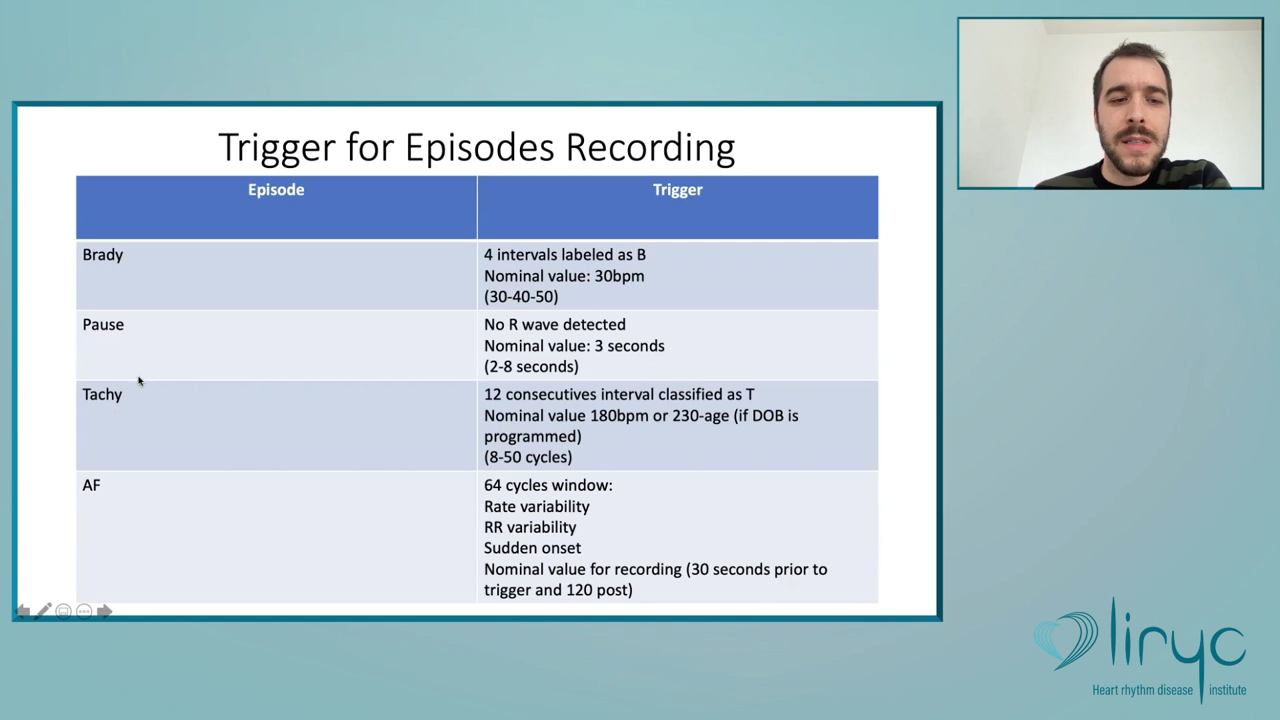 Trigger for Episodes Recording
Episode
Trigger
Brady
4 intervals labeled as B
Nominal value: 30bpm
(30-40-50)
Pause
No R wave detected
Nominal value: 3 seconds
(2-8 seconds)
Tachy
12 consecutives interval classified as T
Nominal value 180bpm or 230-age (if DOB is
programmed)
(8-50 cycles)
AF
64 cycles window:
Rate variability
RR variability
Sudden onset
Nominal value for recording (30 seconds prior to
trigger and 120 post)
liryc
Heart rhythm disease institute